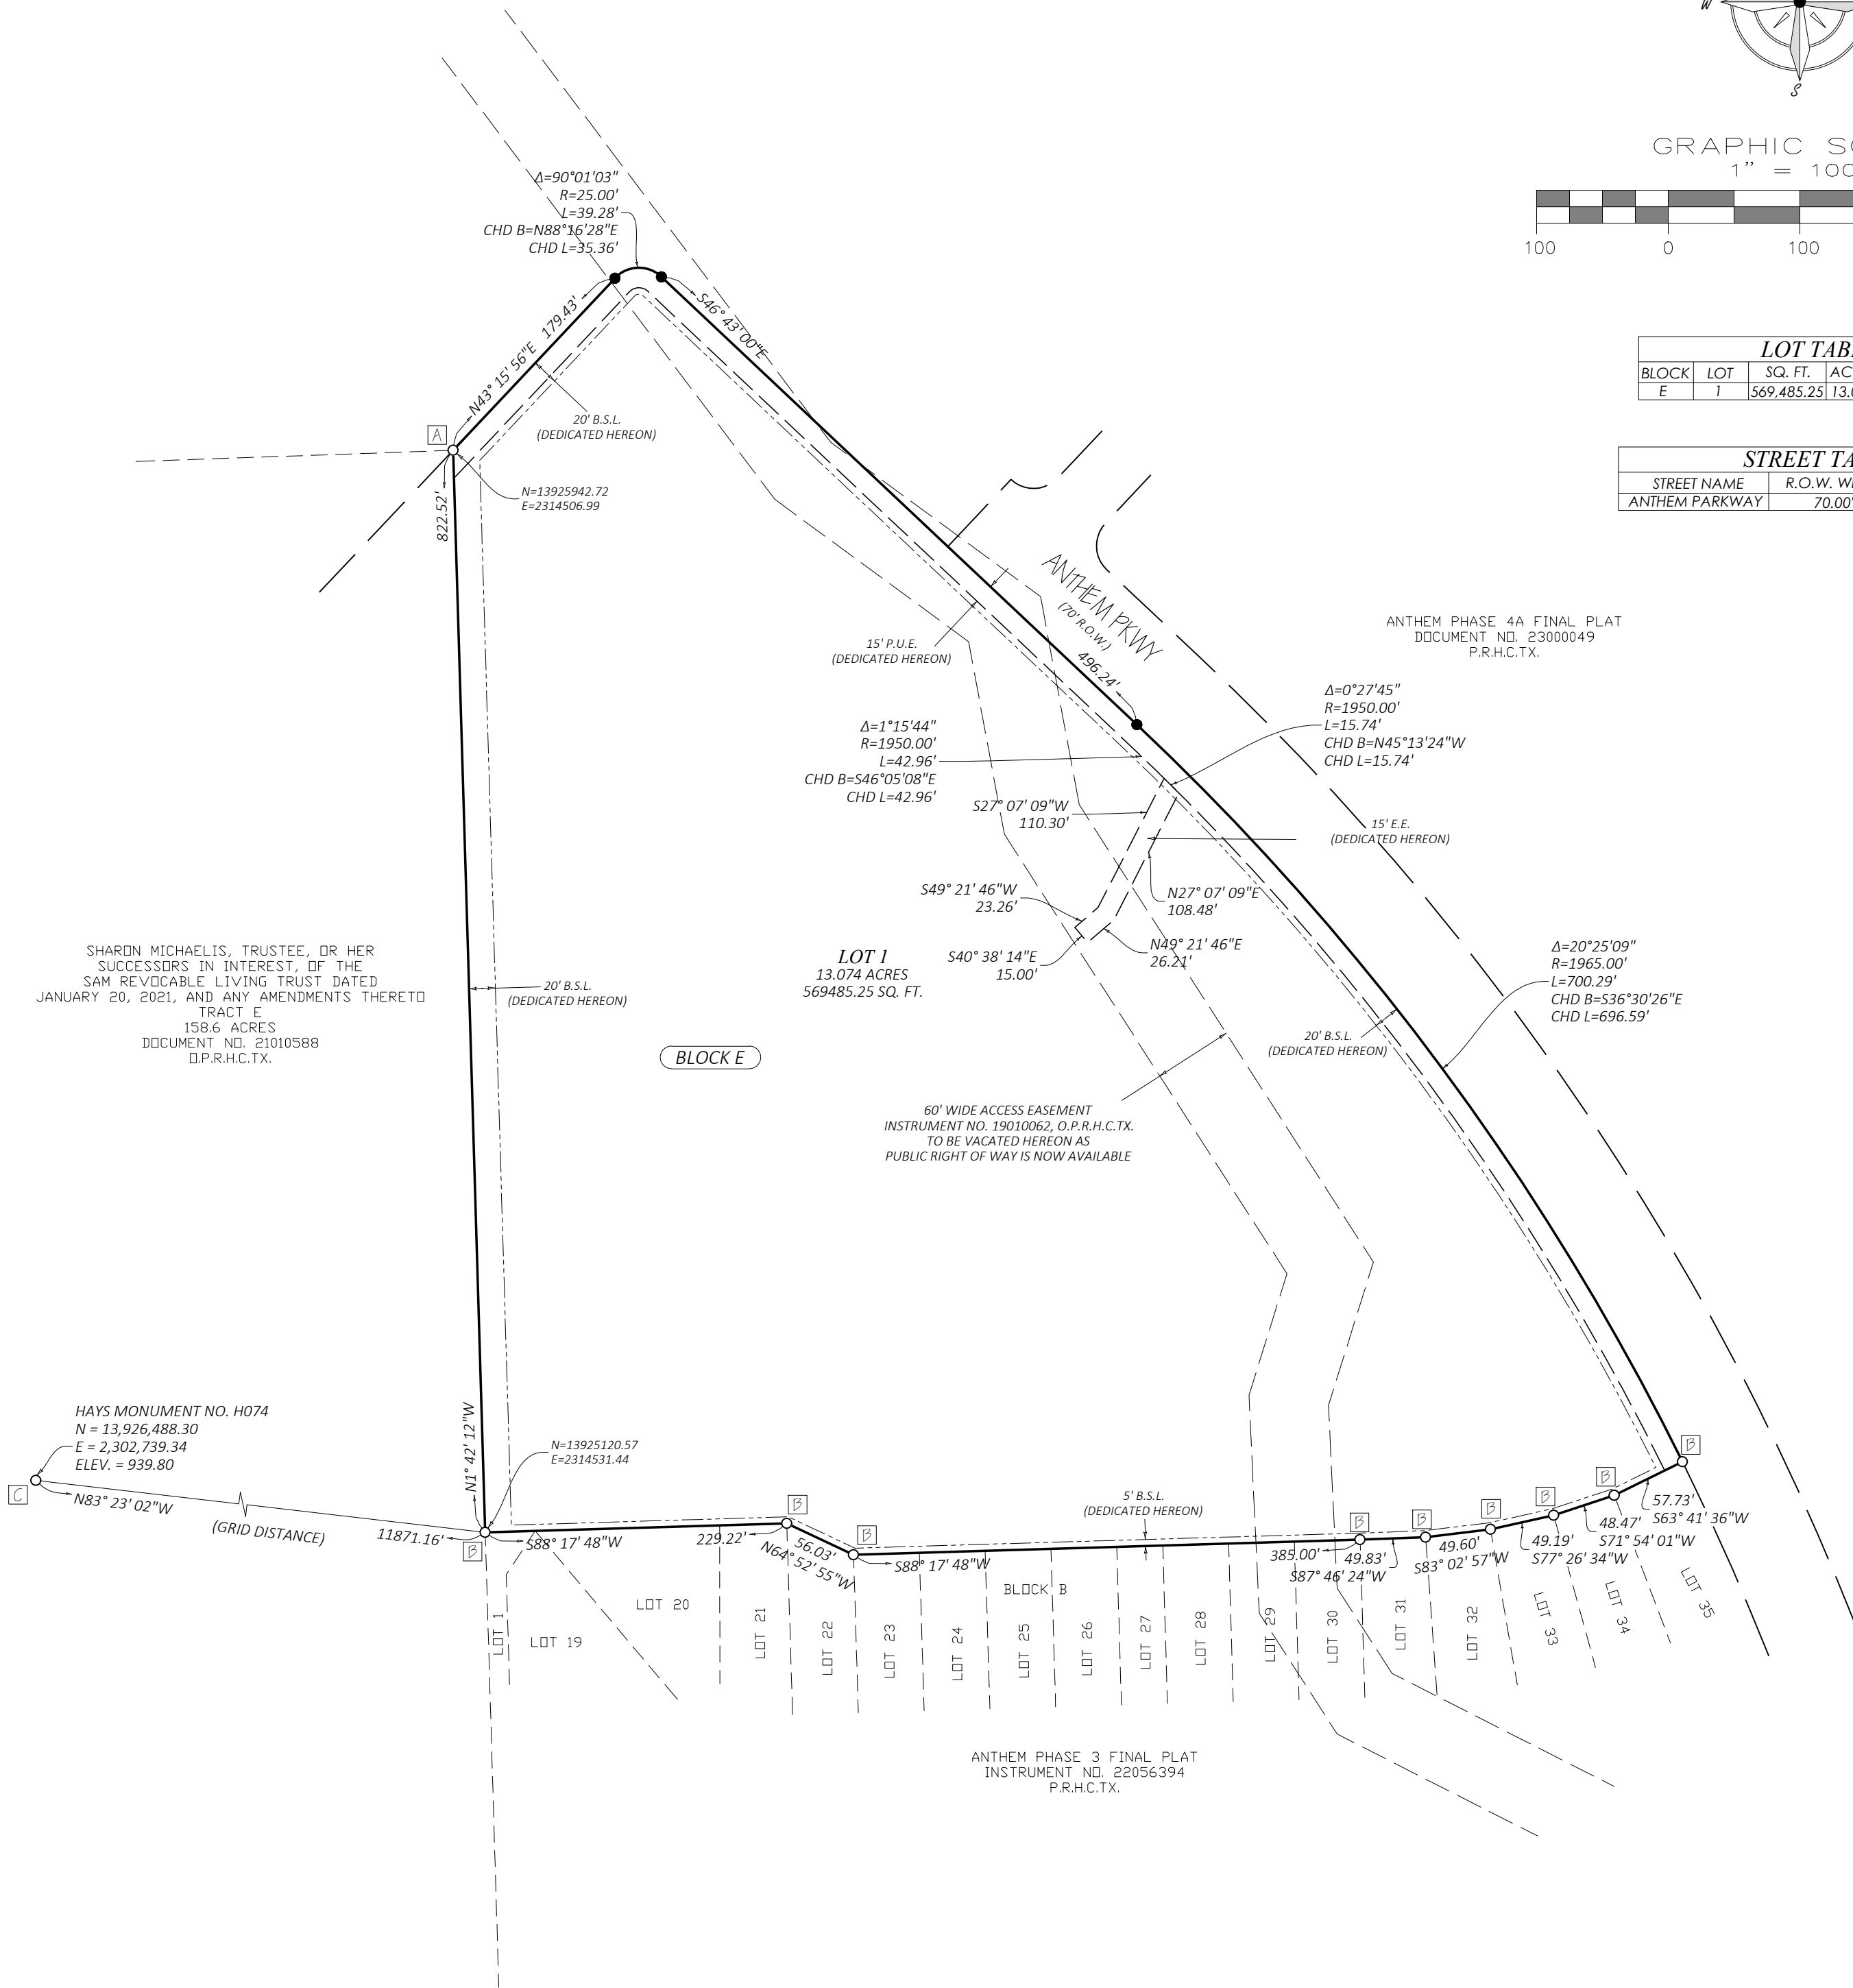 W
S
GRAPHIC SC
1" = 100
100
0
100
LOT TAB
BLOCK LOT SQ. FT. AC
E 1 569,485.25 13.0
STREET TA
STREET NAME R.O.W. WI
ANTHEM PARKWAY 70.00'
Δ=90°01'03"
R=25.00'
L=39.28'
CHD B=N88°16'28"E
CHD L=35.36'
N43° 15' 56"E 179.43'
S46° 43' 00"E
20' B.S.L.
(DEDICATED HEREON)
A
N=13925942.72
E=2314506.99
822.52'
ANTHEM PKWY
(70' R.O.W.)
496.24'
15' P.U.E.
(DEDICATED HEREON)
ANTHEM PHASE 4A FINAL PLAT
DOCUMENT NO. 23000049
P.R.H.C.TX.
Δ=0°27'45"
R=1950.00'
L=15.74'
CHD B=N45°13'24"W
CHD L=15.74'
Δ=1°15'44"
R=1950.00'
L=42.96'
CHD B=S46°05'08"E
CHD L=42.96'
S27° 07' 09"W
110.30'
15' E.E.
(DEDICATED HEREON)
S49° 21' 46"W
23.26'
N27° 07' 09"E
108.48'
N49° 21' 46"E
26.21'
S40° 38' 14"E
15.00'
LOT 1
13.074 ACRES
569485.25 SQ. FT.
SHARON MICHAELIS, TRUSTEE, OR HER
SUCCESSORS IN INTEREST, OF THE
SAM REVOCABLE LIVING TRUST DATED
JANUARY 20, 2021, AND ANY AMENDMENTS THERETO
TRACT E
158.6 ACRES
DOCUMENT NO. 21010588
O.P.R.H.C.TX.
20' B.S.L.
(DEDICATED HEREON)
Δ=20°25'09"
R=1965.00'
L=700.29'
CHD B=S36°30'26"E
CHD L=696.59'
20' B.S.L.
(DEDICATED HEREON)
BLOCK E
60' WIDE ACCESS EASEMENT
INSTRUMENT NO. 19010062, O.P.R.H.C.TX.
TO BE VACATED HEREON AS
PUBLIC RIGHT OF WAY IS NOW AVAILABLE
HAYS MONUMENT NO. H074
N = 13,926,488.30
E = 2,302,739.34
ELEV. = 939.80
C
N83° 23' 02"W
(GRID DISTANCE)
11871.16'
B
N1° 42' 12"W
N=13925120.57
E=2314531.44
S88° 17' 48"W
229.22'
B
56.03'
N64° 52' 55"W
B
S88° 17' 48"W
5' B.S.L.
(DEDICATED HEREON)
385.00'
B
49.83'
S87° 46' 24"W
B
49.60'
S83° 02' 57"W
B
49.19'
S77° 26' 34"W
B
48.47'
S71° 54' 01"W
B
57.73'
S63° 41' 36"W
B
BLOCK B
LOT 1
LOT 19
LOT 20
LOT 21
LOT 22
LOT 23
LOT 24
LOT 25
LOT 26
LOT 27
LOT 28
LOT 29
LOT 30
LOT 31
LOT 32
LOT 33
LOT 34
LOT 35
ANTHEM PHASE 3 FINAL PLAT
INSTRUMENT NO. 22056394
P.R.H.C.TX.